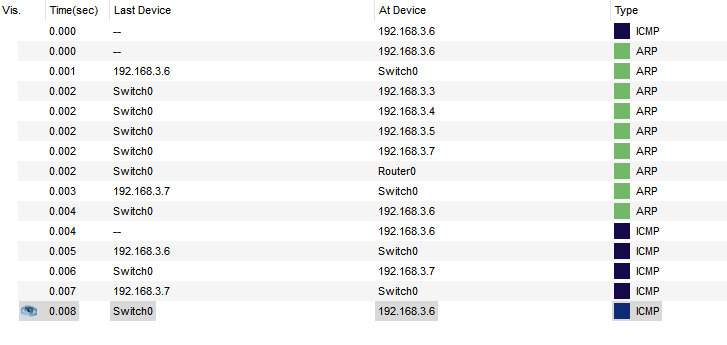 Vis. Time(sec) Last Device At Device Type
0.000 -- 192.168.3.6 ICMP
0.000 -- 192.168.3.6 ARP
0.001 192.168.3.6 Switch0 ARP
0.002 Switch0 192.168.3.3 ARP
0.002 Switch0 192.168.3.4 ARP
0.002 Switch0 192.168.3.5 ARP
0.002 Switch0 192.168.3.7 ARP
0.002 Switch0 Router0 ARP
0.003 192.168.3.7 Switch0 ARP
0.004 Switch0 192.168.3.6 ARP
0.004 -- 192.168.3.6 ICMP
0.005 192.168.3.6 Switch0 ICMP
0.006 Switch0 192.168.3.7 ICMP
0.007 192.168.3.7 Switch0 ICMP
0.008 Switch0 192.168.3.6 ICMP